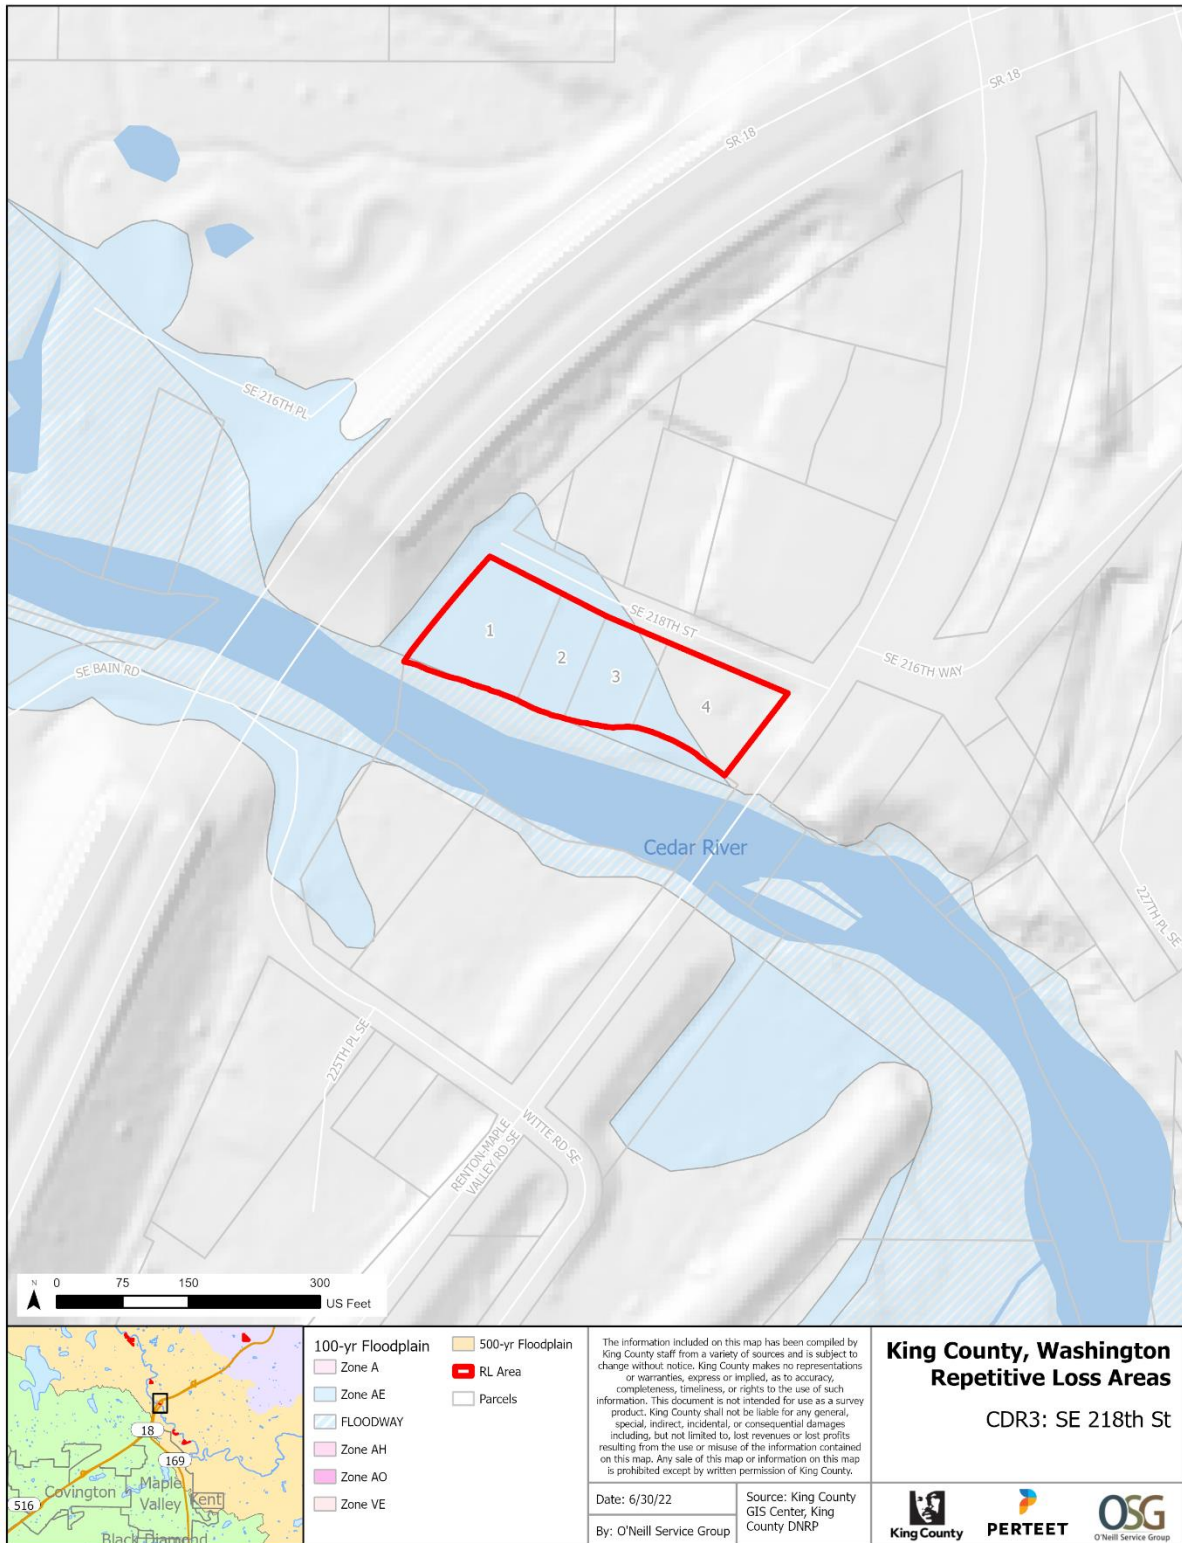 SR 18
SR 18
SE 216TH PL
SE 218TH ST
SE 216TH WAY
SE BAIN RD
1
2
3
4
Cedar River
227TH PL SE
225TH PL SE
WITTE RD SE
RENTON-MAPLE
VALLEY RD SE
N
0 75 150 300
US Feet
18
169
516
Covington
Maple
Valley
Kent
Black Diamond
100-yr Floodplain
Zone A
Zone AE
FLOODWAY
Zone AH
Zone AO
Zone VE
500-yr Floodplain
RL Area
Parcels
The information included on this map has been compiled by
King County staff from a variety of sources and is subject to
change without notice. King County makes no representations
or warranties, express or implied, as to accuracy,
completeness, timeliness, or rights to the use of such
information. This document is not intended for use as a survey
product. King County shall not be liable for any general,
special, indirect, incidental, or consequential damages
including, but not limited to, lost revenues or lost profits
resulting from the use or misuse of the information contained
on this map. Any sale of this map or information on this map
is prohibited except by written permission of King County.
Date: 6/30/22
By: O'Neill Service Group
Source: King County
GIS Center, King
County DNRP
King County, Washington
Repetitive Loss Areas
CDR3: SE 218th St
King County
PERTEET
OSG
O'Neill Service Group